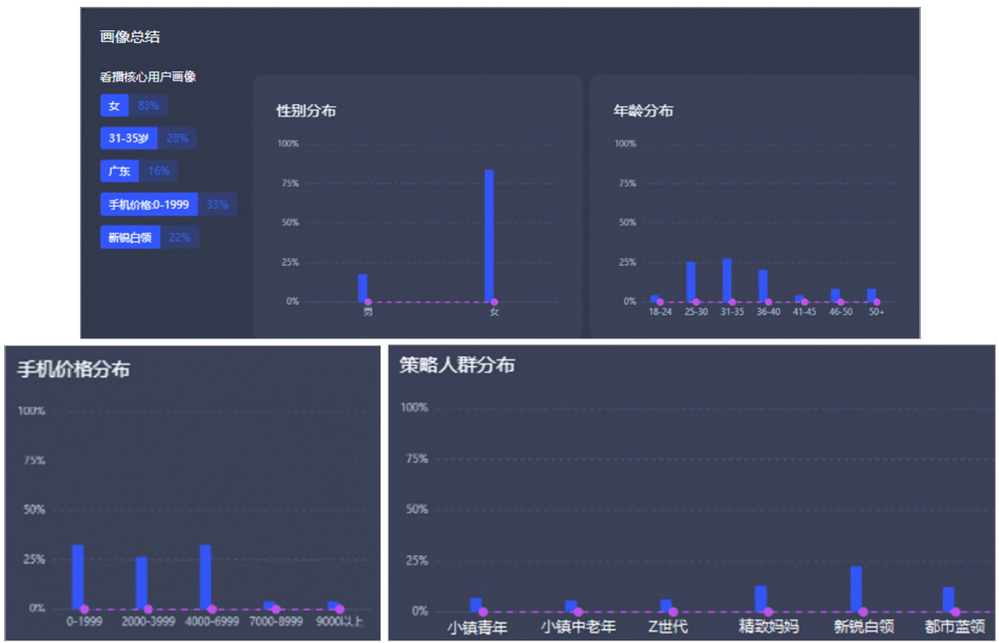 画像总结
看播核心用户画像
女 83%
31-35岁 28%
广东 16%
手机价格:0-1999 33%
新锐白领 22%
性别分布
100%
75%
50%
25%
0%
男 女
年龄分布
100%
75%
50%
25%
0%
18-24 25-30 31-35 36-40 41-45 46-50 50+
手机价格分布
100%
75%
50%
25%
0%
0-1999 2000-3999 4000-6999 7000-8999 9000以上
策略人群分布
100%
75%
50%
25%
0%
小镇青年 小镇中老年 Z世代 精致妈妈 新锐白领 都市蓝领